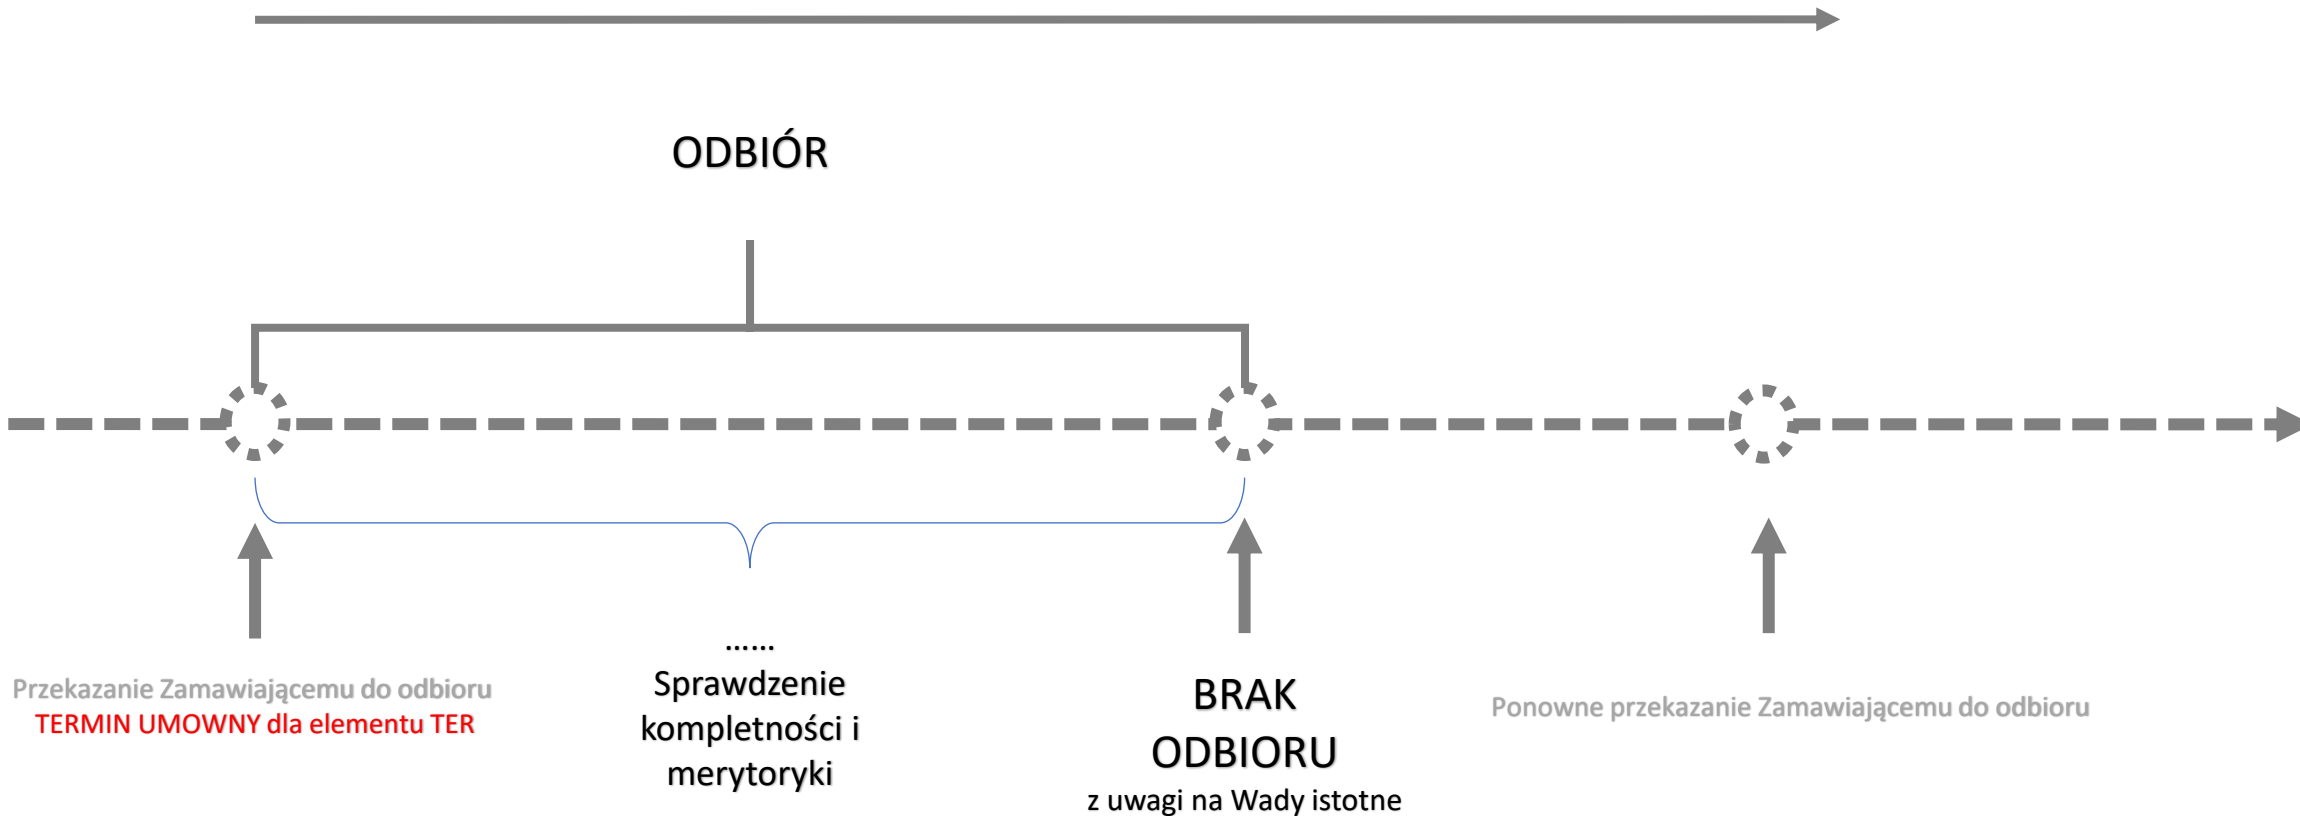 ODBIÓR
Przekazanie Zamawiającemu do odbioru
TERMIN UMOWNY dla elementu TER
......
Sprawdzenie
kompletności i
merytoryki
BRAK
ODBIORU
z uwagi na Wady istotne
Ponowne przekazanie Zamawiającemu do odbioru